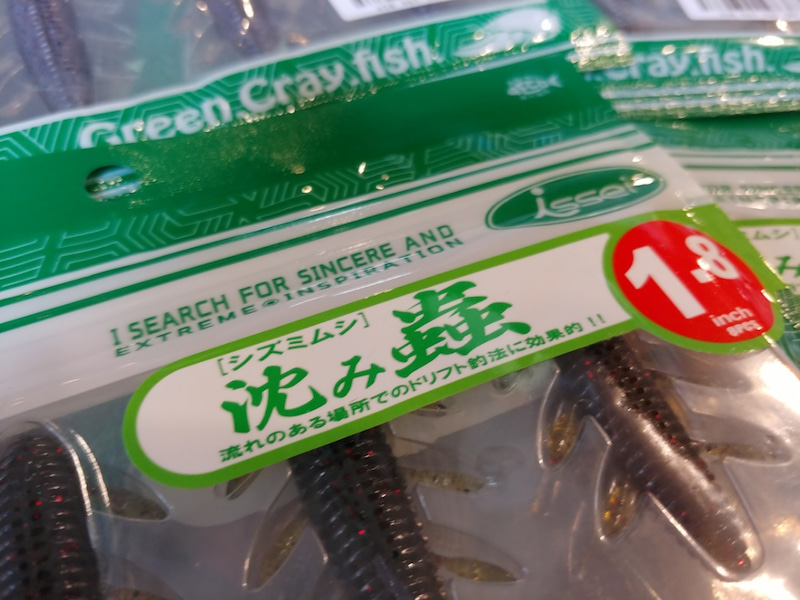 Green Cray.fish.
Cray.fish.
issei
I SEARCH FOR SINCERE AND
EXTREME INSPIRATION
[シズミムシ]
沈み蟲
流れのある場所でのドリフト釣法に効果的!!
1.8
inch
8PCS